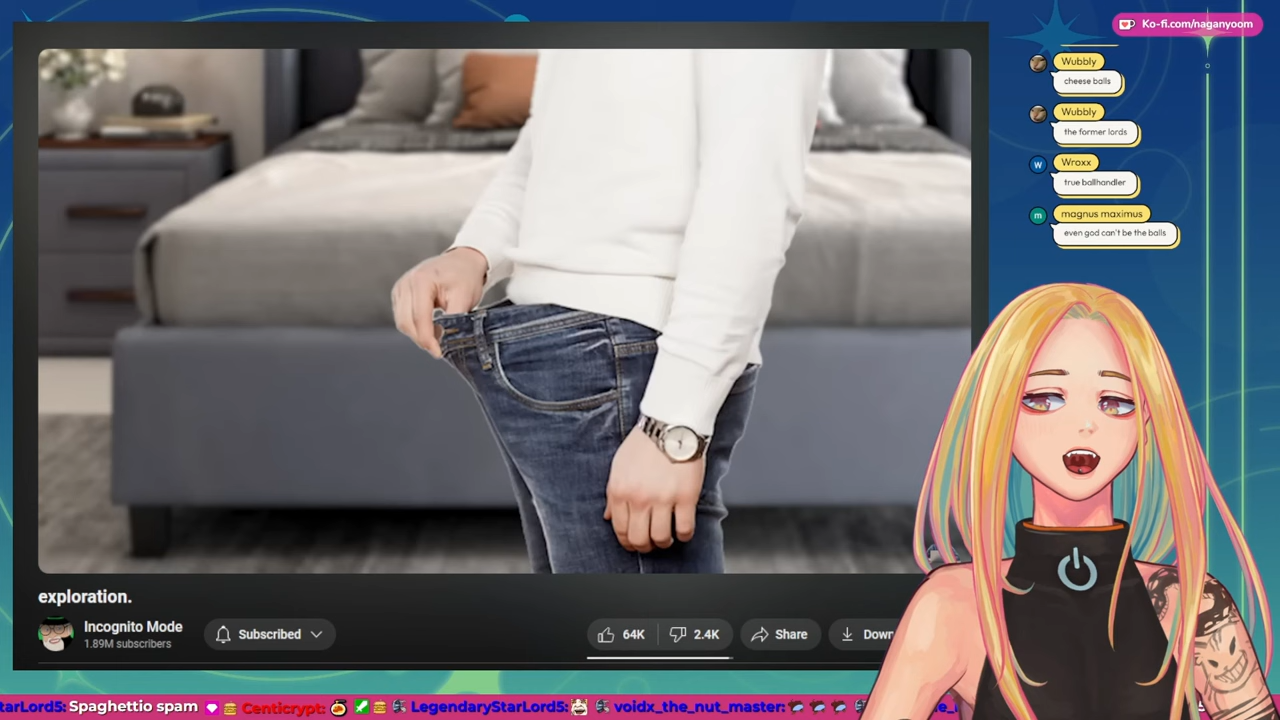 Ko-fi.com/naganyoom
Wubbly
cheese balls
Wubbly
the former lords
W
Wroxx
true ballhandler
m
magnus maximus
even god can't be the balls
exploration.
Incognito Mode
1.89M subscribers
Subscribed
64K
2.4K
Share
Down
starLord5: Spaghettio spam Centicrypt: LegendaryStarLord5: voidx_the_nut_master: